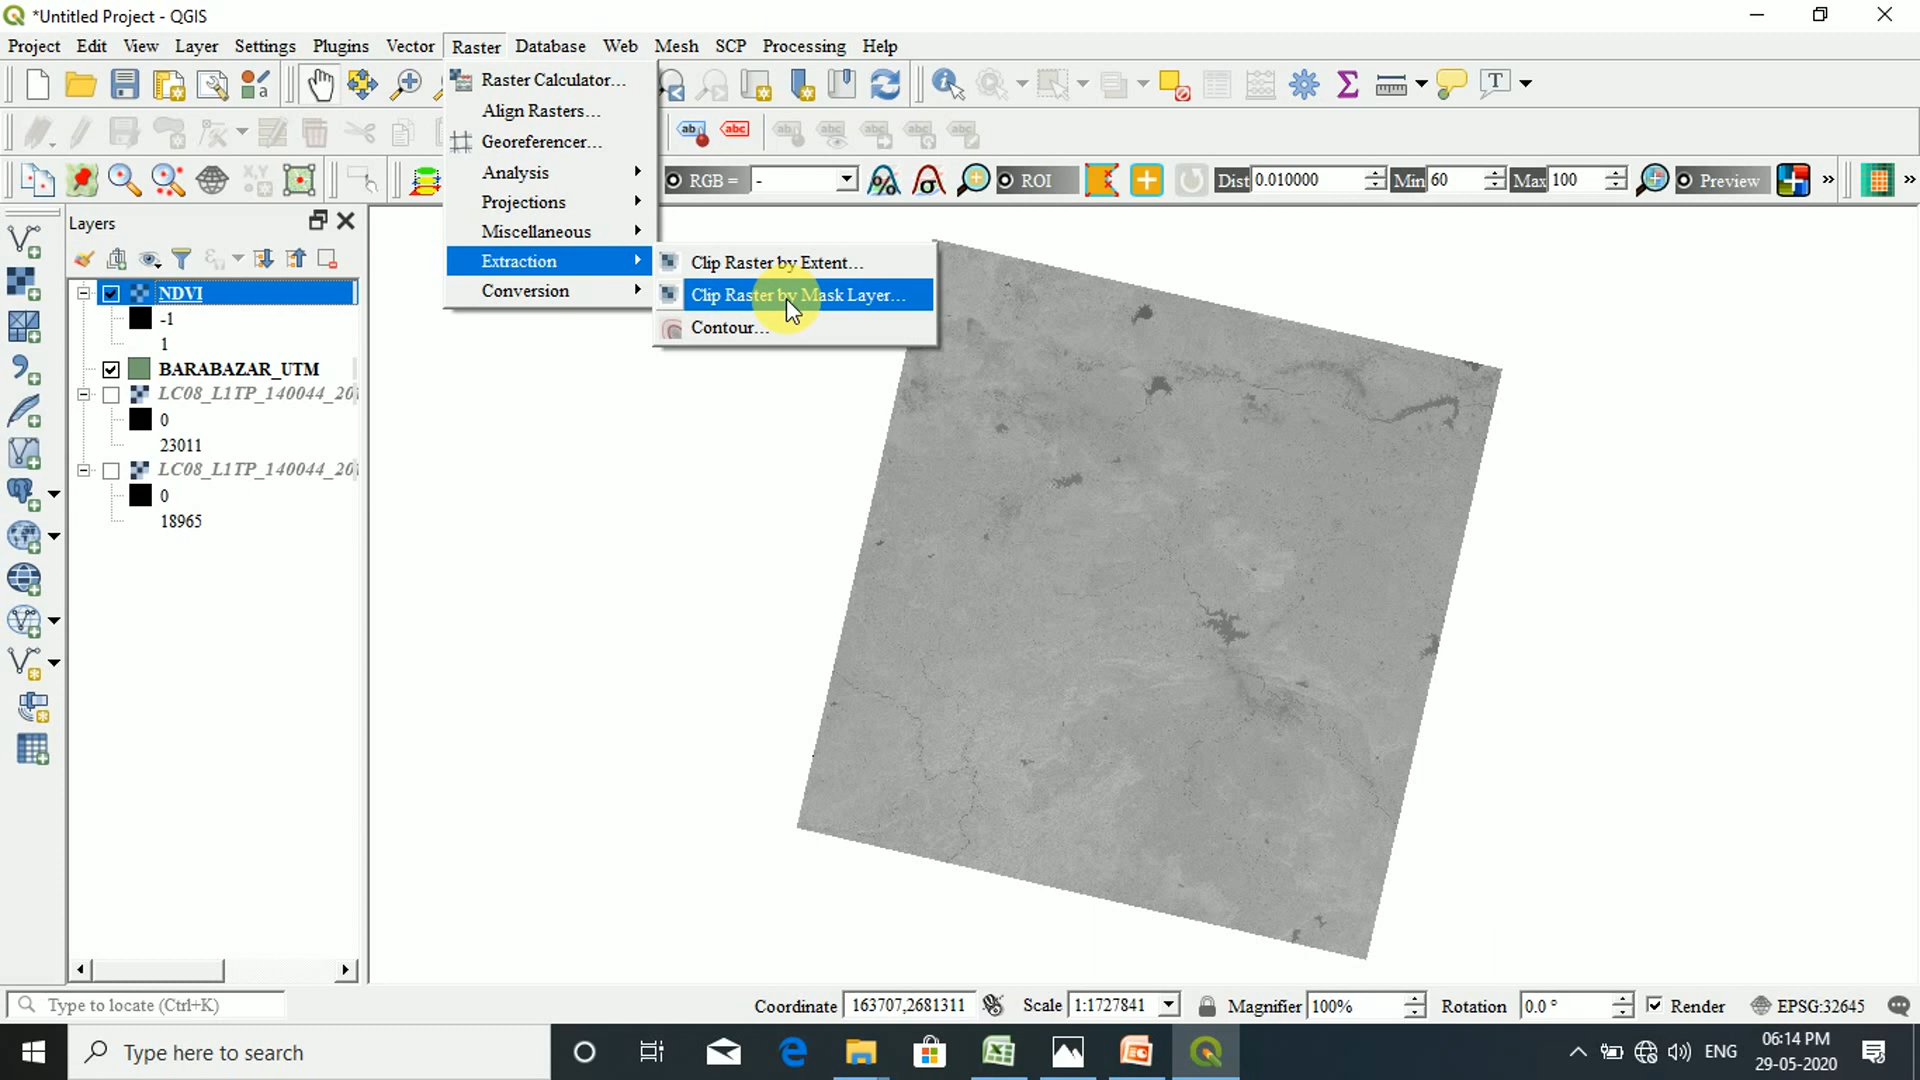 *Untitled Project - QGIS
Project Edit View Layer Settings Plugins Vector Raster Database Web Mesh SCP Processing Help
Raster Calculator...
Align Rasters...
Georeferencer...
Analysis
Projections
Miscellaneous
Extraction
Conversion
Clip Raster by Extent...
Clip Raster by Mask Layer...
Contour...
abc
RGB = - ROI Dist 0.010000 Min 60 Max 100 Preview
Layers
NDVI
-1
1
BARABAZAR_UTM
LC08_L1TP_140044_20
0
23011
LC08_L1TP_140044_20
0
18965
Type to locate (Ctrl+K) Coordinate 163707,2681311 Scale 1:1727841 Magnifier 100% Rotation 0.0 ° Render EPSG:32645
Type here to search
ENG
06:14 PM
29-05-2020